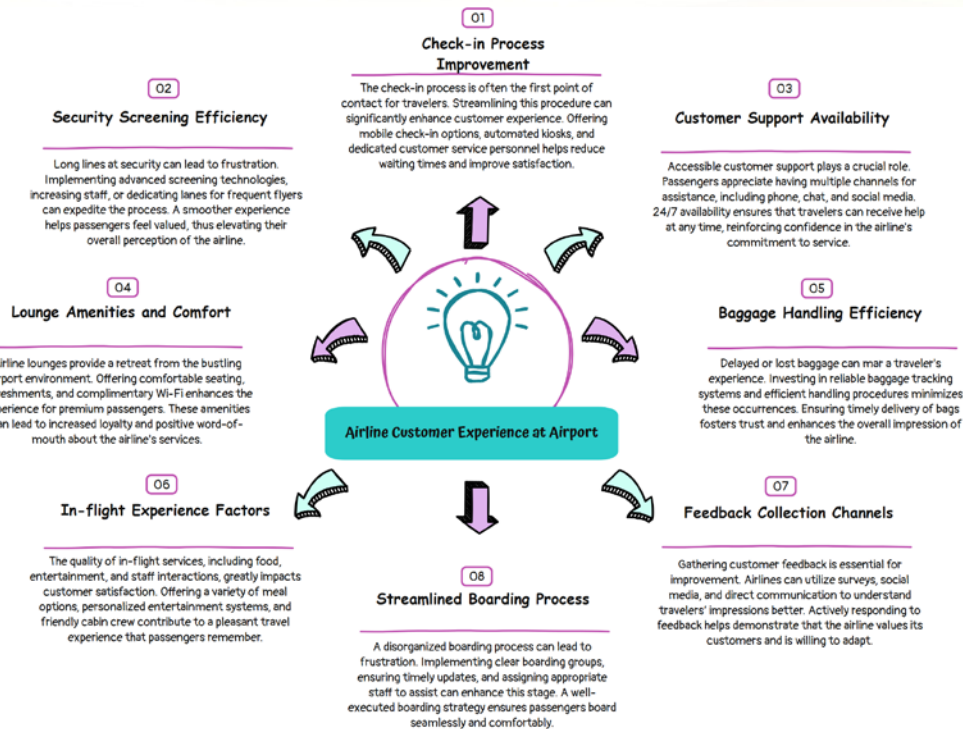 01
Check-in Process
Improvement
The check-in process is often the first point of
contact for travelers. Streamlining this procedure can
significantly enhance customer experience. Offering
mobile check-in options, automated kiosks, and
dedicated customer service personnel helps reduce
waiting times and improve satisfaction.
02
Security Screening Efficiency
Long lines at security can lead to frustration.
Implementing advanced screening technologies,
increasing staff, or dedicating lanes for frequent flyers
can expedite the process. A smoother experience
helps passengers feel valued, thus elevating their
overall perception of the airline.
03
Customer Support Availability
Accessible customer support plays a crucial role.
Passengers appreciate having multiple channels for
assistance, including phone, chat, and social media.
24/7 availability ensures that travelers can receive help
at any time, reinforcing confidence in the airline's
commitment to service.
04
Lounge Amenities and Comfort
irline lounges provide a retreat from the bustling
port environment. Offering comfortable seating,
eshments, and complimentary Wi-Fi enhances the
perience for premium passengers. These amenities
n lead to increased loyalty and positive word-of-
mouth about the airline's services.
05
Baggage Handling Efficiency
Delayed or lost baggage can mar a traveler's
experience. Investing in reliable baggage tracking
systems and efficient handling procedures minimizes
these occurrences. Ensuring timely delivery of bags
fosters trust and enhances the overall impression of
the airline.
Airline Customer Experience at Airport
06
In-flight Experience Factors
The quality of in-flight services, including food,
entertainment, and staff interactions, greatly impacts
customer satisfaction. Offering a variety of meal
options, personalized entertainment systems, and
friendly cabin crew contribute to a pleasant travel
experience that passengers remember.
07
Feedback Collection Channels
Gathering customer feedback is essential for
improvement. Airlines can utilize surveys, social
media, and direct communication to understand
travelers' impressions better. Actively responding to
feedback helps demonstrate that the airline values its
customers and is willing to adapt.
08
Streamlined Boarding Process
A disorganized boarding process can lead to
frustration. Implementing clear boarding groups,
ensuring timely updates, and assigning appropriate
staff to assist can enhance this stage. A well-
executed boarding strategy ensures passengers board
seamlessly and comfortably.